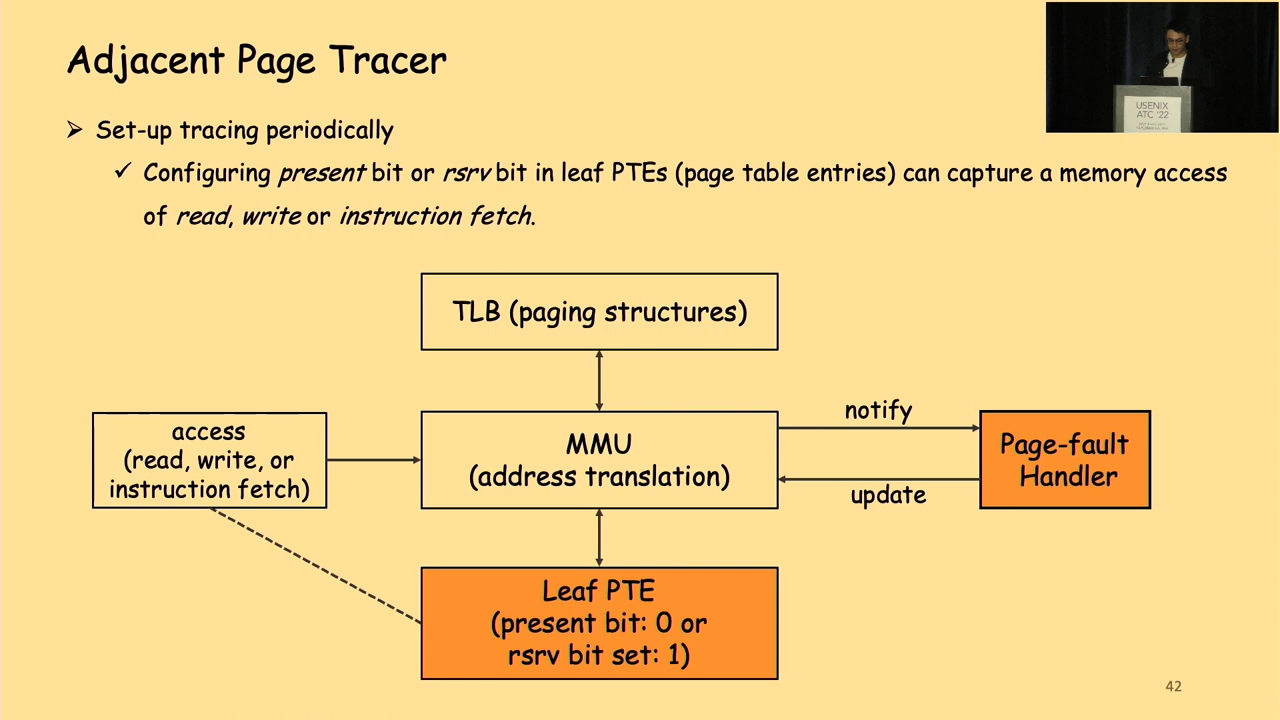 Adjacent Page Tracer
USENIX
ATC '22
➢ Set-up tracing periodically
✓ Configuring present bit or rsrv bit in leaf PTEs (page table entries) can capture a memory access
of read, write or instruction fetch.
TLB (paging structures)
access
(read, write, or
instruction fetch)
MMU
(address translation)
notify
update
Page-fault
Handler
Leaf PTE
(present bit: 0 or
rsrv bit set: 1)
42